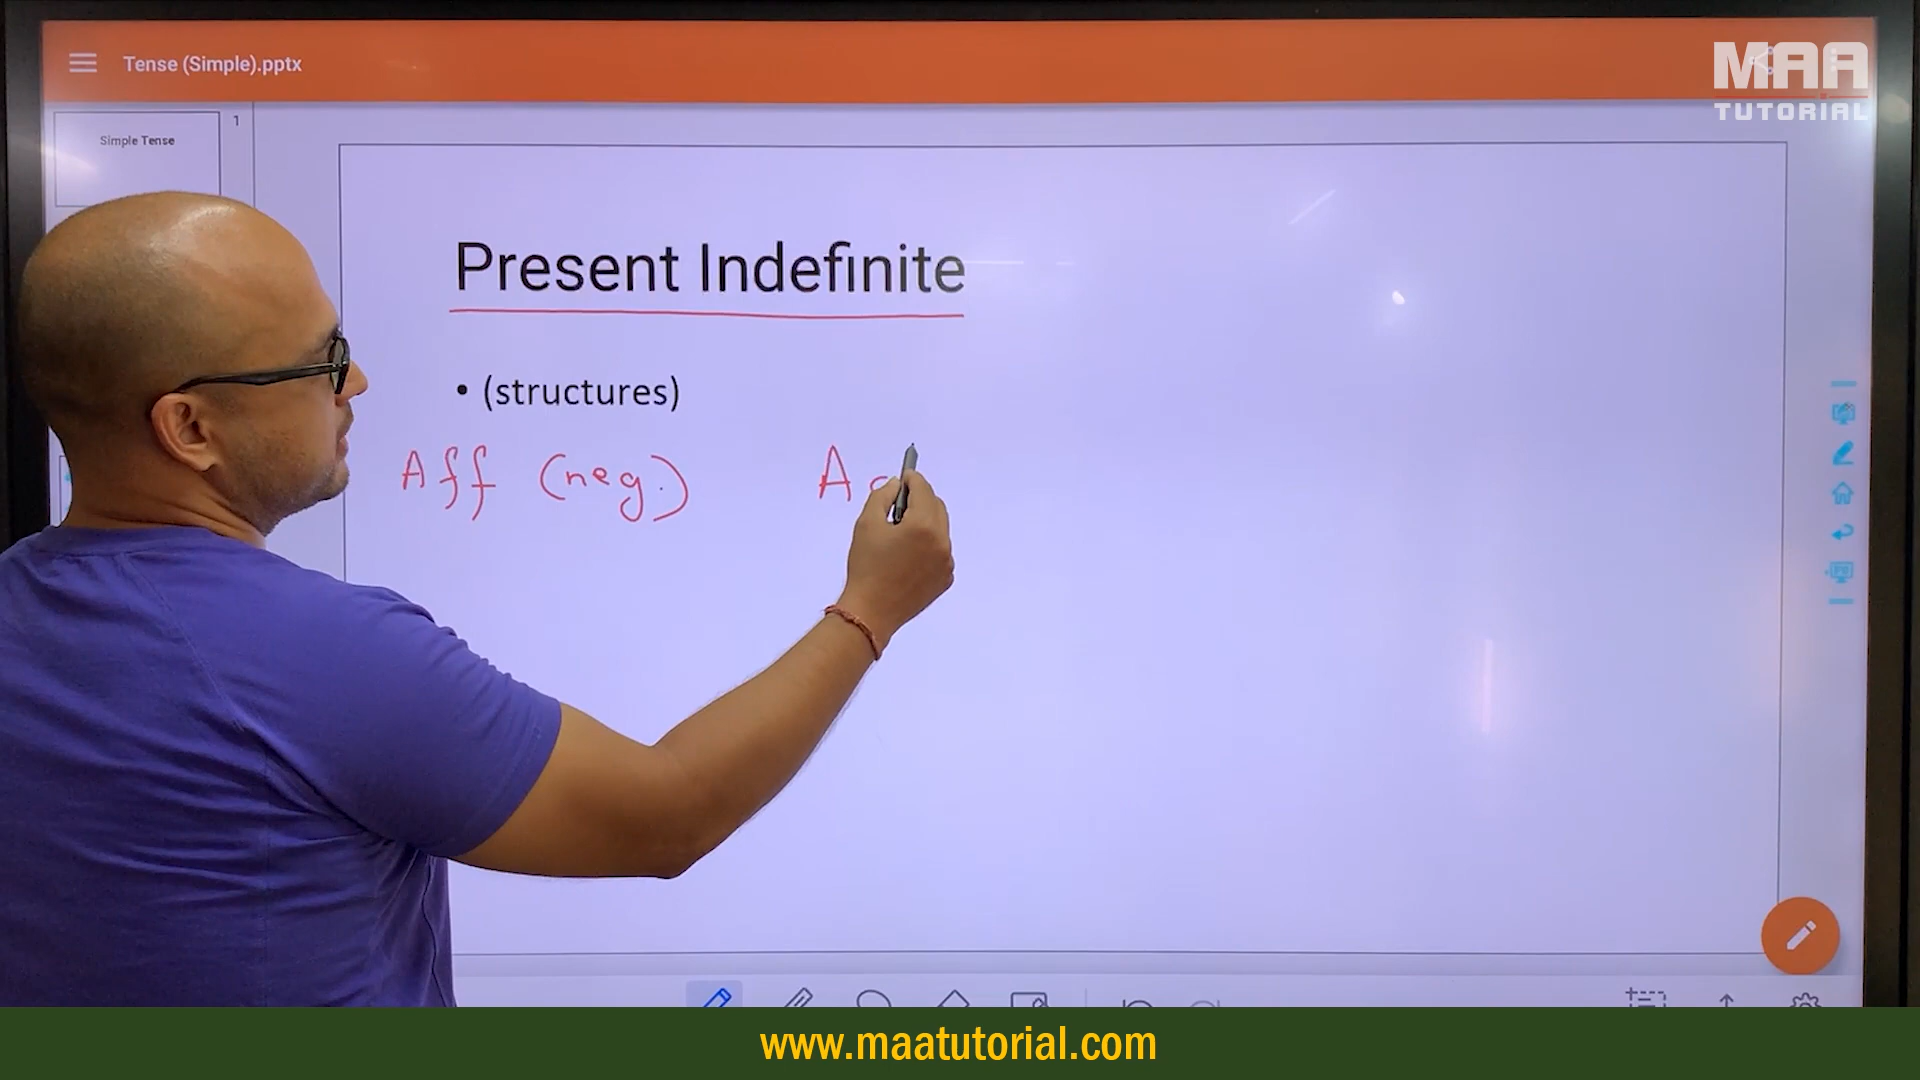 Tense (Simple).pptx
MAA
TUTORIAL
1
Simple Tense
Present Indefinite
• (structures)
Aff (neg.) A
www.maatutorial.com